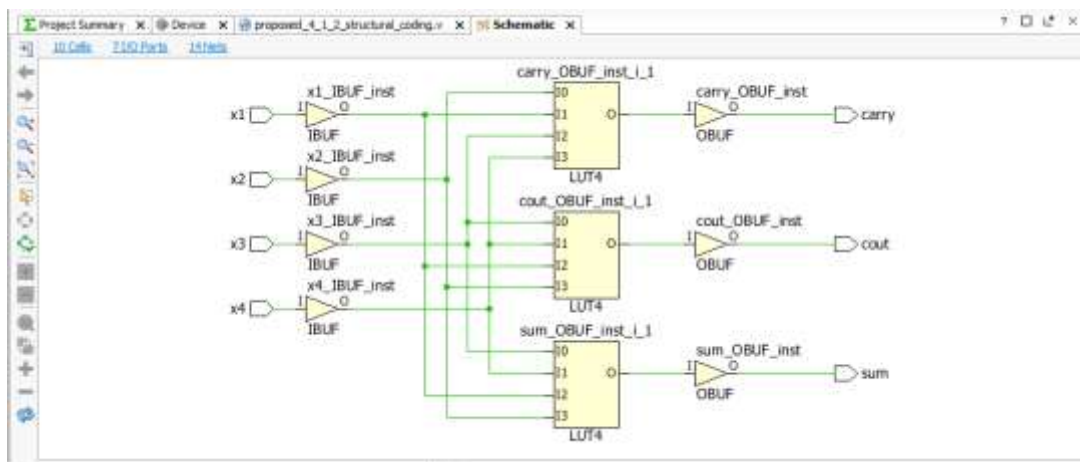 Project Summary × Device × proposed_4_1_2_structural_coding.v × Schematic ×
10 Cells 7 I/O Ports 14 Nets
carry_OBUF_inst_i_1
x1_IBUF_inst I0 carry_OBUF_inst
x1 I O I1 O I O carry
IBUF I2 OBUF
x2_IBUF_inst I3
x2 I O LUT4
IBUF cout_OBUF_inst_i_1
x3_IBUF_inst I0 cout_OBUF_inst
x3 I O I1 O I O cout
IBUF I2 OBUF
x4_IBUF_inst I3
x4 I O LUT4
IBUF sum_OBUF_inst_i_1
I0 sum_OBUF_inst
I1 O I O sum
I2 OBUF
I3
LUT4